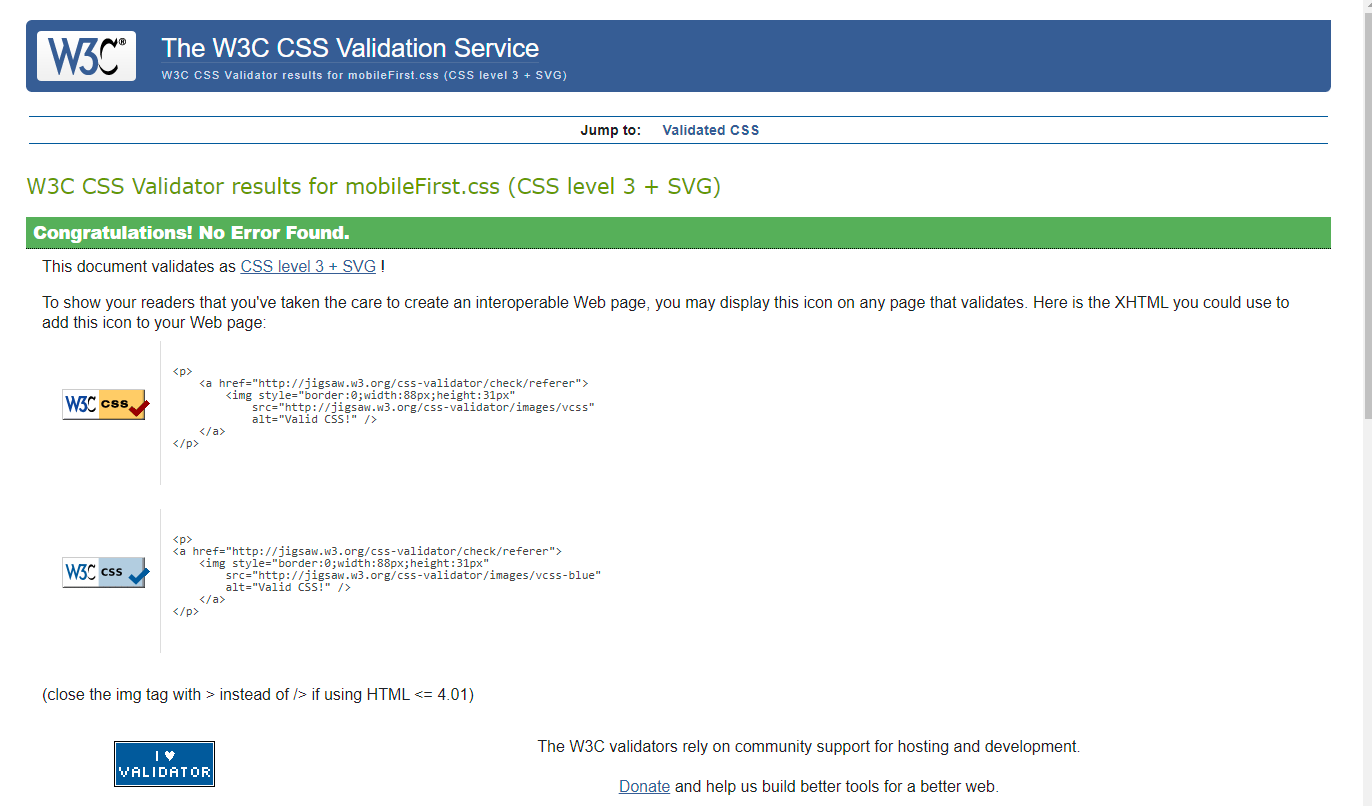 W3C®
The W3C CSS Validation Service
W3C CSS Validator results for mobileFirst.css (CSS level 3 + SVG)
Jump to: Validated CSS
W3C CSS Validator results for mobileFirst.css (CSS level 3 + SVG)
Congratulations! No Error Found.
This document validates as CSS level 3 + SVG !
To show your readers that you've taken the care to create an interoperable Web page, you may display this icon on any page that validates. Here is the XHTML you could use to
add this icon to your Web page:
W3C css
<p>
    <a href="http://jigsaw.w3.org/css-validator/check/referer">
        <img style="border:0;width:88px;height:31px"
            src="http://jigsaw.w3.org/css-validator/images/vcss"
            alt="Valid CSS!" />
    </a>
</p>
W3C css
<p>
<a href="http://jigsaw.w3.org/css-validator/check/referer">
    <img style="border:0;width:88px;height:31px"
        src="http://jigsaw.w3.org/css-validator/images/vcss-blue"
        alt="Valid CSS!" />
    </a>
</p>
(close the img tag with > instead of /> if using HTML <= 4.01)
I ♥
VALIDATOR
The W3C validators rely on community support for hosting and development.
Donate and help us build better tools for a better web.